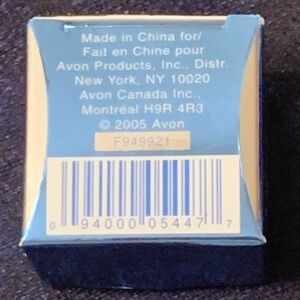 Made in China for/
Fait en Chine pour
Avon Products, Inc., Distr.
New York, NY 10020
Avon Canada Inc.,
Montréal H9R 4R3
© 2005 Avon
F949921
0 94000 05447 7